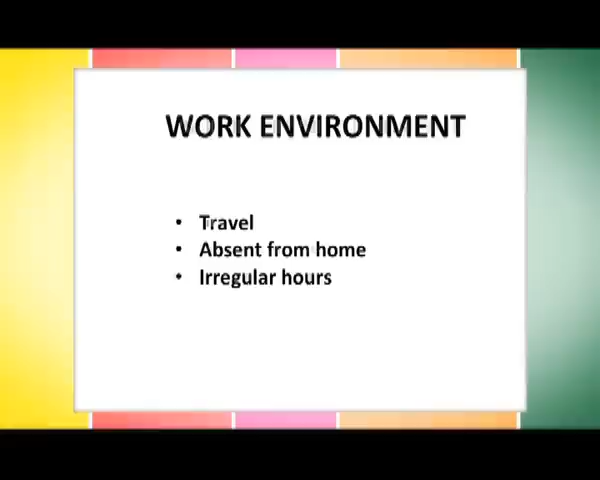 WORK ENVIRONMENT
• Travel
• Absent from home
• Irregular hours